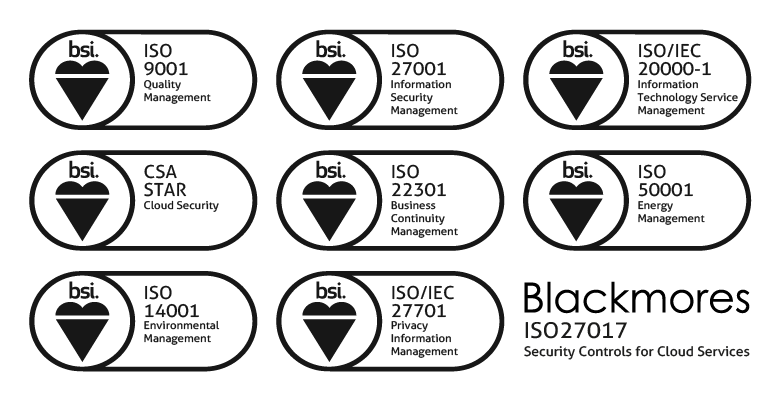 bsi.
ISO
9001
Quality
Management
bsi.
ISO
27001
Information
Security
Management
bsi.
ISO/IEC
20000-1
Information
Technology Service
Management
bsi.
CSA
STAR
Cloud Security
bsi.
ISO
22301
Business
Continuity
Management
bsi.
ISO
50001
Energy
Management
bsi.
ISO
14001
Environmental
Management
bsi.
ISO/IEC
27701
Privacy
Information
Management
Blackmores
ISO27017
Security Controls for Cloud Services